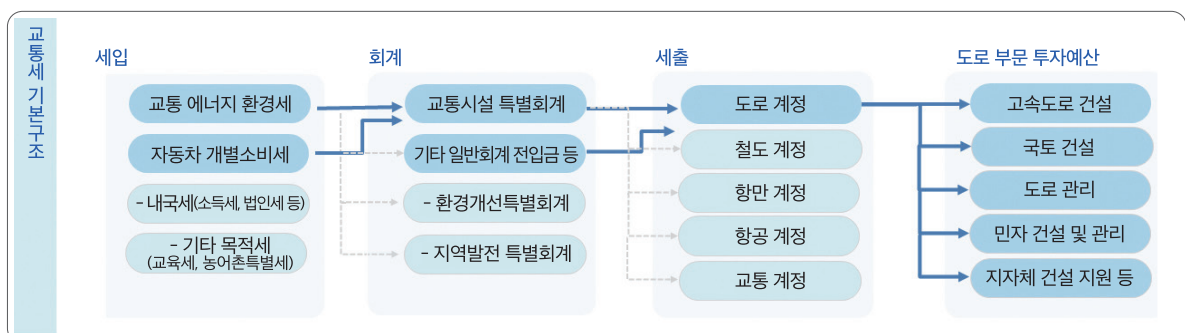 교통세 기본구조
세입
교통 에너지 환경세
자동차 개별소비세
- 내국세(소득세, 법인세 등)
- 기타 목적세
(교육세, 농어촌특별세)
회계
교통시설 특별회계
기타 일반회계 전입금 등
- 환경개선특별회계
- 지역발전 특별회계
세출
도로 계정
철도 계정
항만 계정
항공 계정
교통 계정
도로 부문 투자예산
고속도로 건설
국토 건설
도로 관리
민자 건설 및 관리
지자체 건설 지원 등